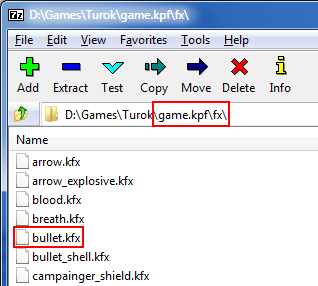 D:\Games\Turok\game.kpf\fx\
File Edit View Favorites Tools Help
Add Extract Test Copy Move Delete Info
D:\Games\Turok\game.kpf\fx\
Name
arrow.kfx
arrow_explosive.kfx
blood.kfx
breath.kfx
bullet.kfx
bullet_shell.kfx
campainger_shield.kfx